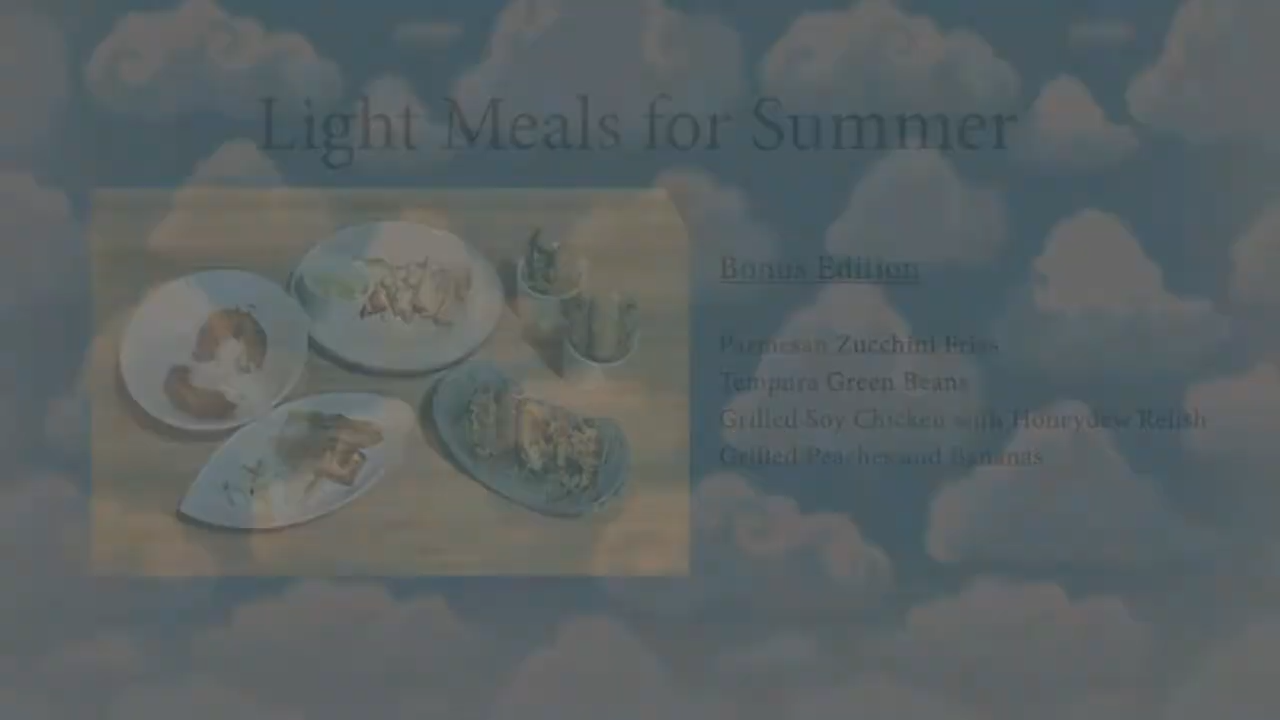 Light Meals for Summer
Bonus Edition
Parmesan Zucchini Fries
Tempura Green Beans
Grilled Soy Chicken with Honeydew Relish
Grilled Peaches and Bananas